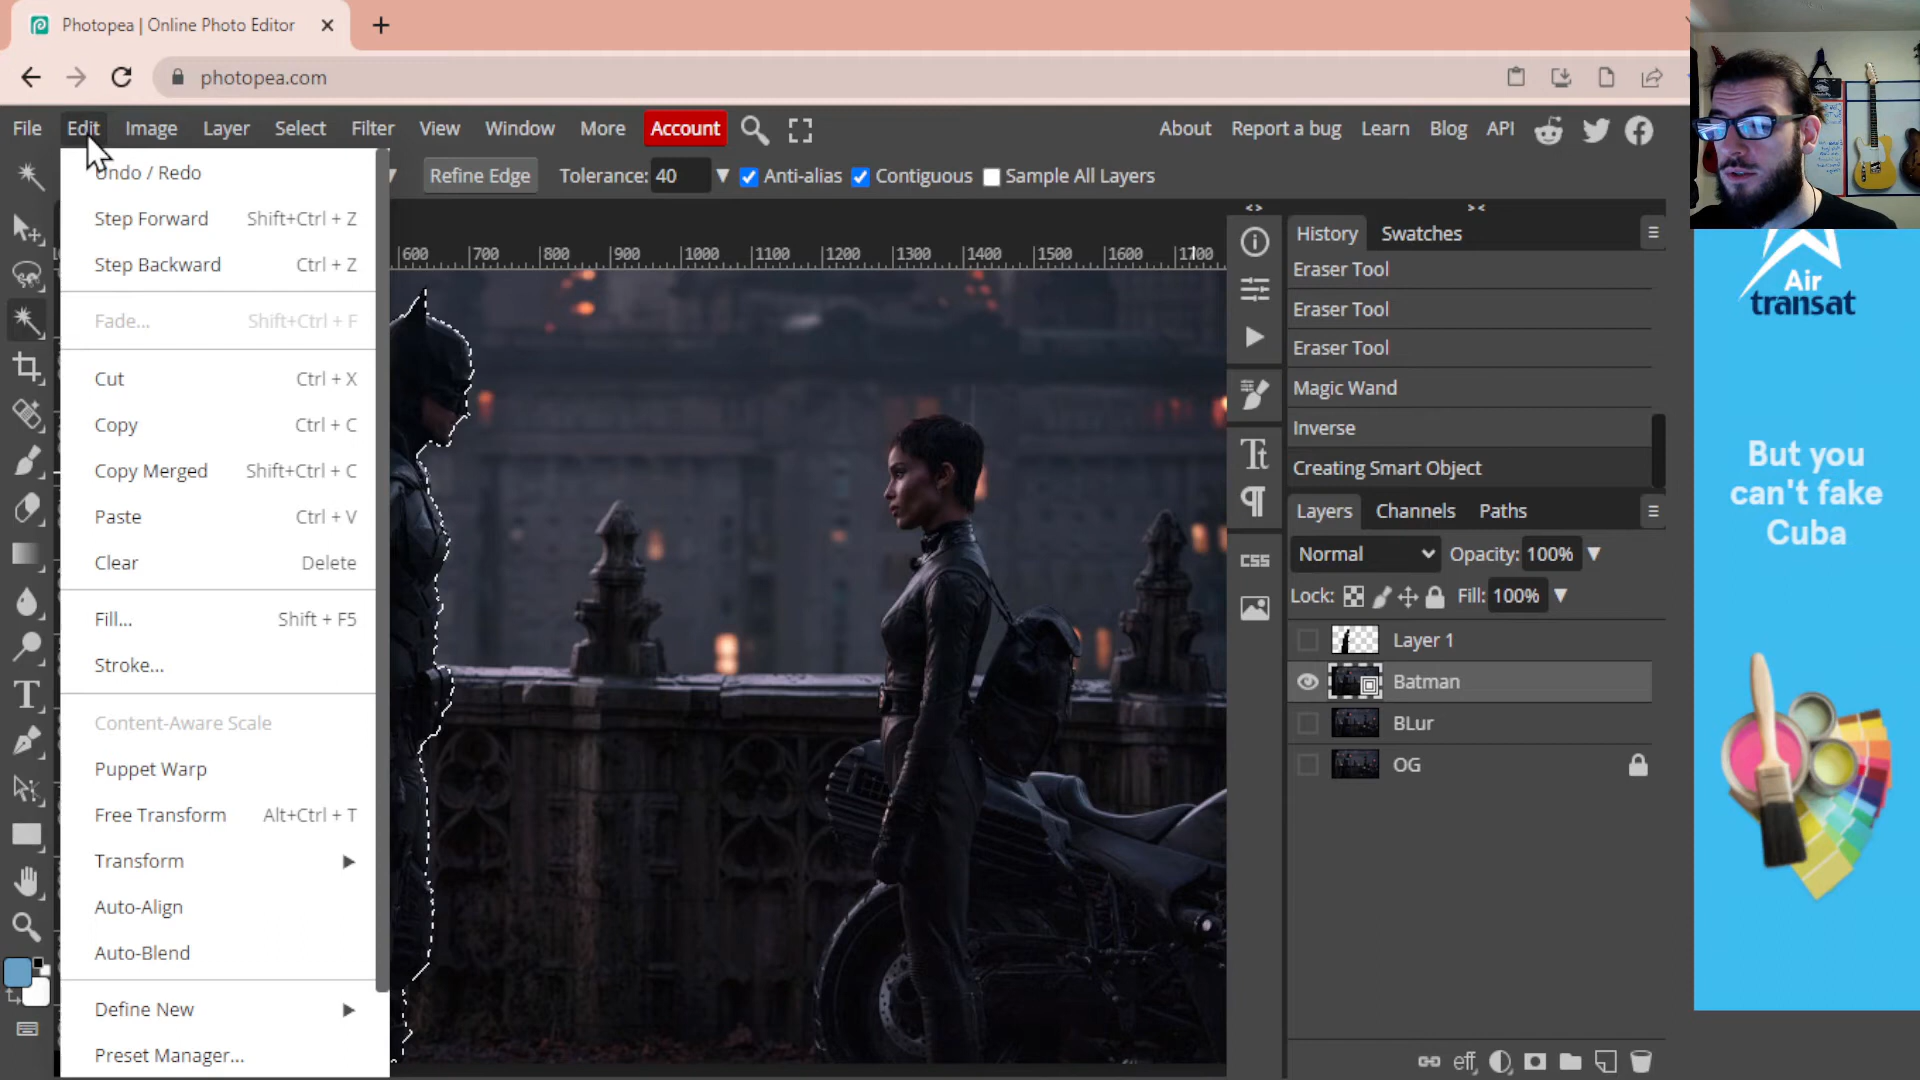 Photopea | Online Photo Editor
photopea.com
File Edit Image Layer Select Filter View Window More Account About Report a bug Learn Blog API
Refine Edge Tolerance: 40 Anti-alias Contiguous Sample All Layers
Undo / Redo
Step Forward Shift+Ctrl + Z
Step Backward Ctrl + Z
Fade... Shift+Ctrl + F
Cut Ctrl + X
Copy Ctrl + C
Copy Merged Shift+Ctrl + C
Paste Ctrl + V
Clear Delete
Fill... Shift + F5
Stroke...
Content-Aware Scale
Puppet Warp
Free Transform Alt+Ctrl + T
Transform
Auto-Align
Auto-Blend
Define New
Preset Manager...
600 700 800 900 1000 1100 1200 1300 1400 1500 1600 1700
History Swatches
Eraser Tool
Eraser Tool
Eraser Tool
Magic Wand
Inverse
Creating Smart Object
Layers Channels Paths
Normal Opacity: 100%
Lock: Fill: 100%
Layer 1
Batman
BLur
OG
CSS
eff
Air
transat
But you
can't fake
Cuba